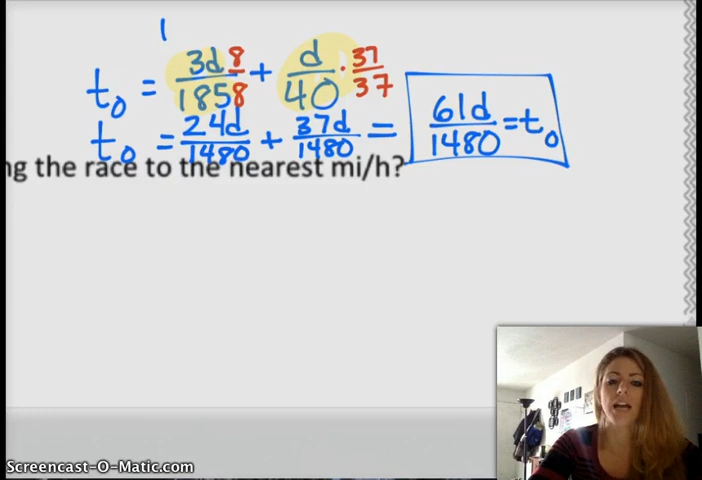 1
t₀ = 3d/185 8/8 + d/40 · 37/37
t₀ = 24d/1480 + 37d/1480 = 61d/1480 = t₀
ng the race to the nearest mi/h?
Screencast-O-Matic.com